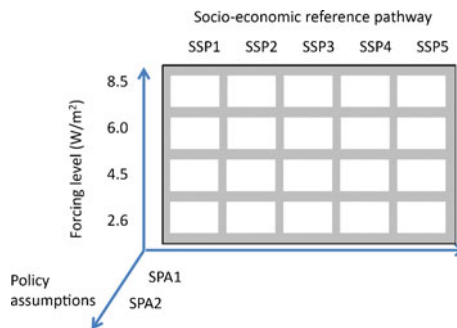 Socio-economic reference pathway
SSP1 SSP2 SSP3 SSP4 SSP5
Forcing level (W/m²)
8.5
6.0
4.5
2.6
Policy
assumptions
SPA1
SPA2